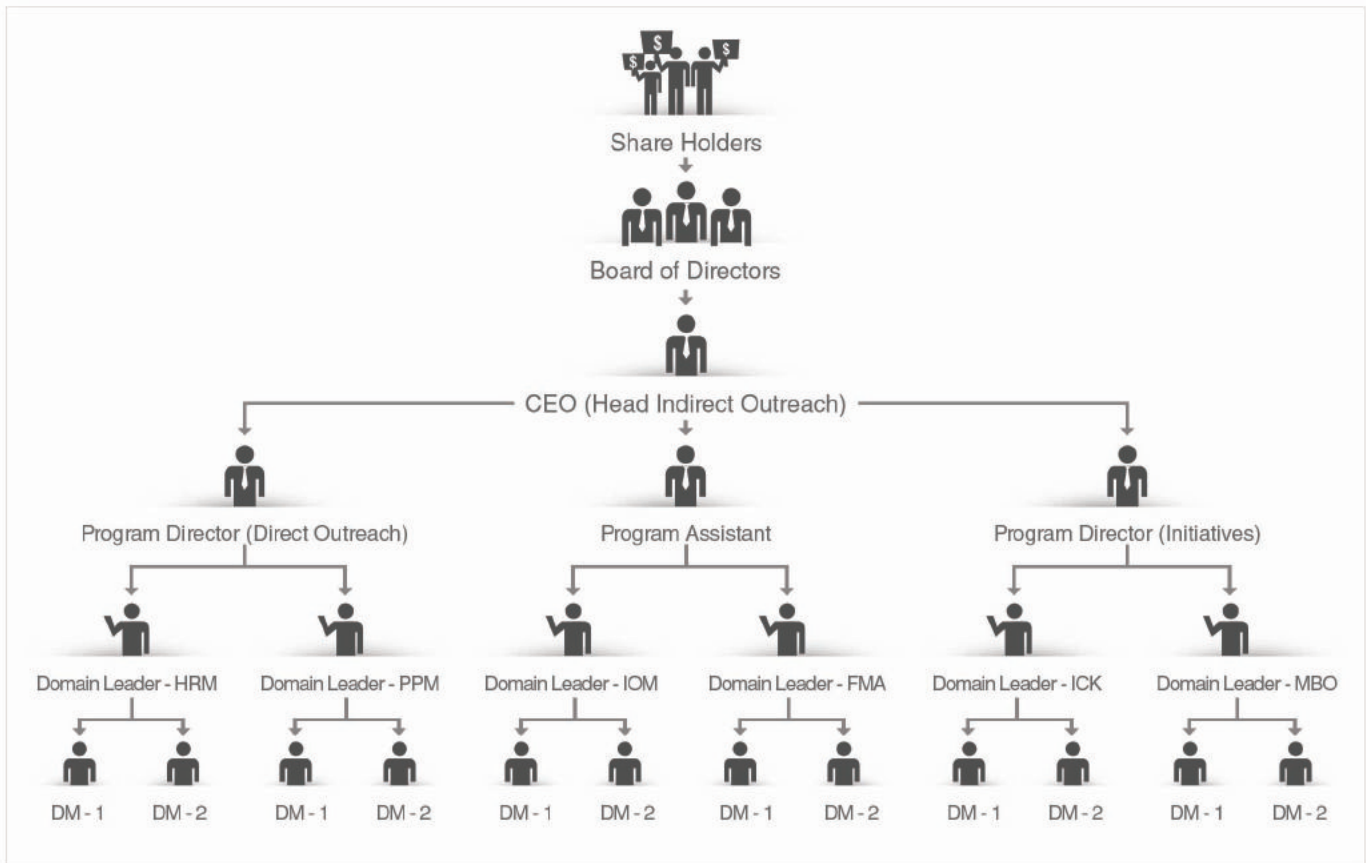 $ $ $
Share Holders
Board of Directors
CEO (Head Indirect Outreach)
Program Director (Direct Outreach) Program Assistant Program Director (Initiatives)
Domain Leader - HRM Domain Leader - PPM Domain Leader - IOM Domain Leader - FMA Domain Leader - ICK Domain Leader - MBO
DM - 1 DM - 2 DM - 1 DM - 2 DM - 1 DM - 2 DM - 1 DM - 2 DM - 1 DM - 2 DM - 1 DM - 2